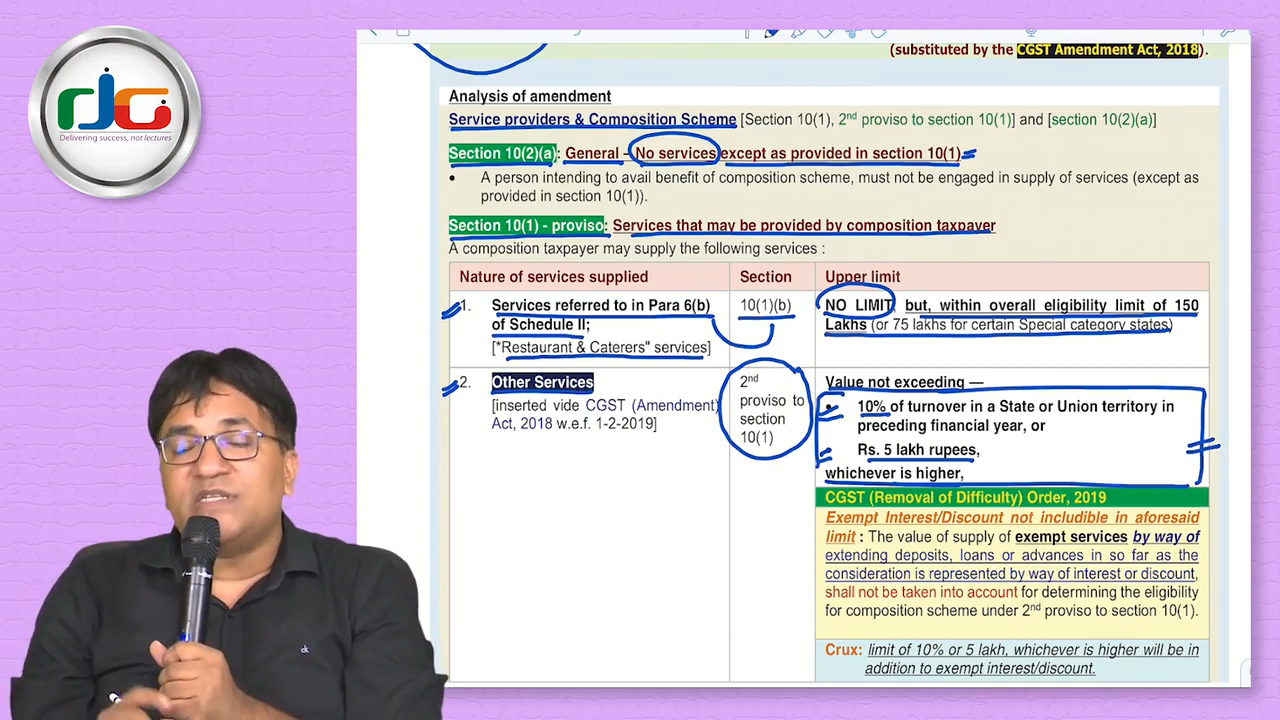 (substituted by the CGST Amendment Act, 2018).
Delivering success, not lectures
Analysis of amendment
Service providers & Composition Scheme [Section 10(1), 2nd proviso to section 10(1)] and [section 10(2)(a)]
Section 10(2)(a): General – No services except as provided in section 10(1)
• A person intending to avail benefit of composition scheme, must not be engaged in supply of services (except as
provided in section 10(1)).
Section 10(1) - proviso: Services that may be provided by composition taxpayer
A composition taxpayer may supply the following services :
Nature of services supplied Section Upper limit
1. Services referred to in Para 6(b)
of Schedule II;
[*Restaurant & Caterers" services]
10(1)(b)
NO LIMIT but, within overall eligibility limit of 150
Lakhs (or 75 lakhs for certain Special category states)
2. Other Services
[inserted vide CGST (Amendment)
Act, 2018 w.e.f. 1-2-2019]
2nd
proviso to
section
10(1)
Value not exceeding —
• 10% of turnover in a State or Union territory in
preceding financial year, or
• Rs. 5 lakh rupees,
whichever is higher,
CGST (Removal of Difficulty) Order, 2019
Exempt Interest/Discount not includible in aforesaid
limit : The value of supply of exempt services by way of
extending deposits, loans or advances in so far as the
consideration is represented by way of interest or discount,
shall not be taken into account for determining the eligibility
for composition scheme under 2nd proviso to section 10(1).
Crux: limit of 10% or 5 lakh, whichever is higher will be in
addition to exempt interest/discount.